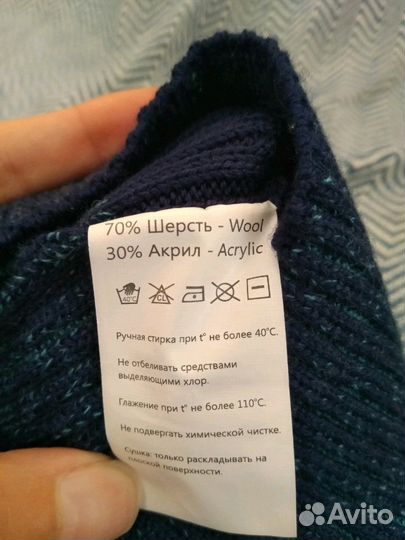 70% Шерсть - Wool
30% Акрил - Acrylic
40°C CL
Ручная стирка при t° не более 40°C.
Не отбеливать средствами
выделяющими хлор.
Глажение при t° не более 110°C.
Не подвергать химической чистке.
Сушка: только раскладывать на
плоской поверхности.
Avito